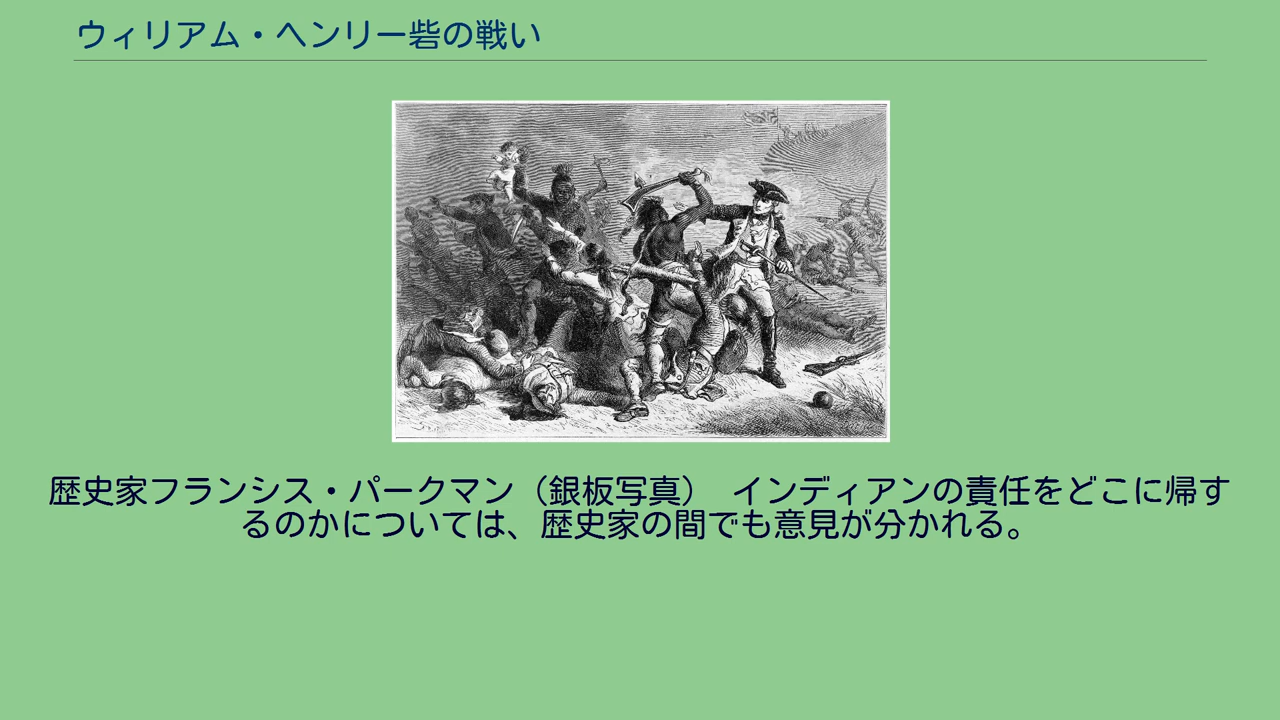 ウィリアム・ヘンリー砦の戦い
歴史家フランシス・パークマン（銀板写真）　インディアンの責任をどこに帰す
るのかについては、歴史家の間でも意見が分かれる。